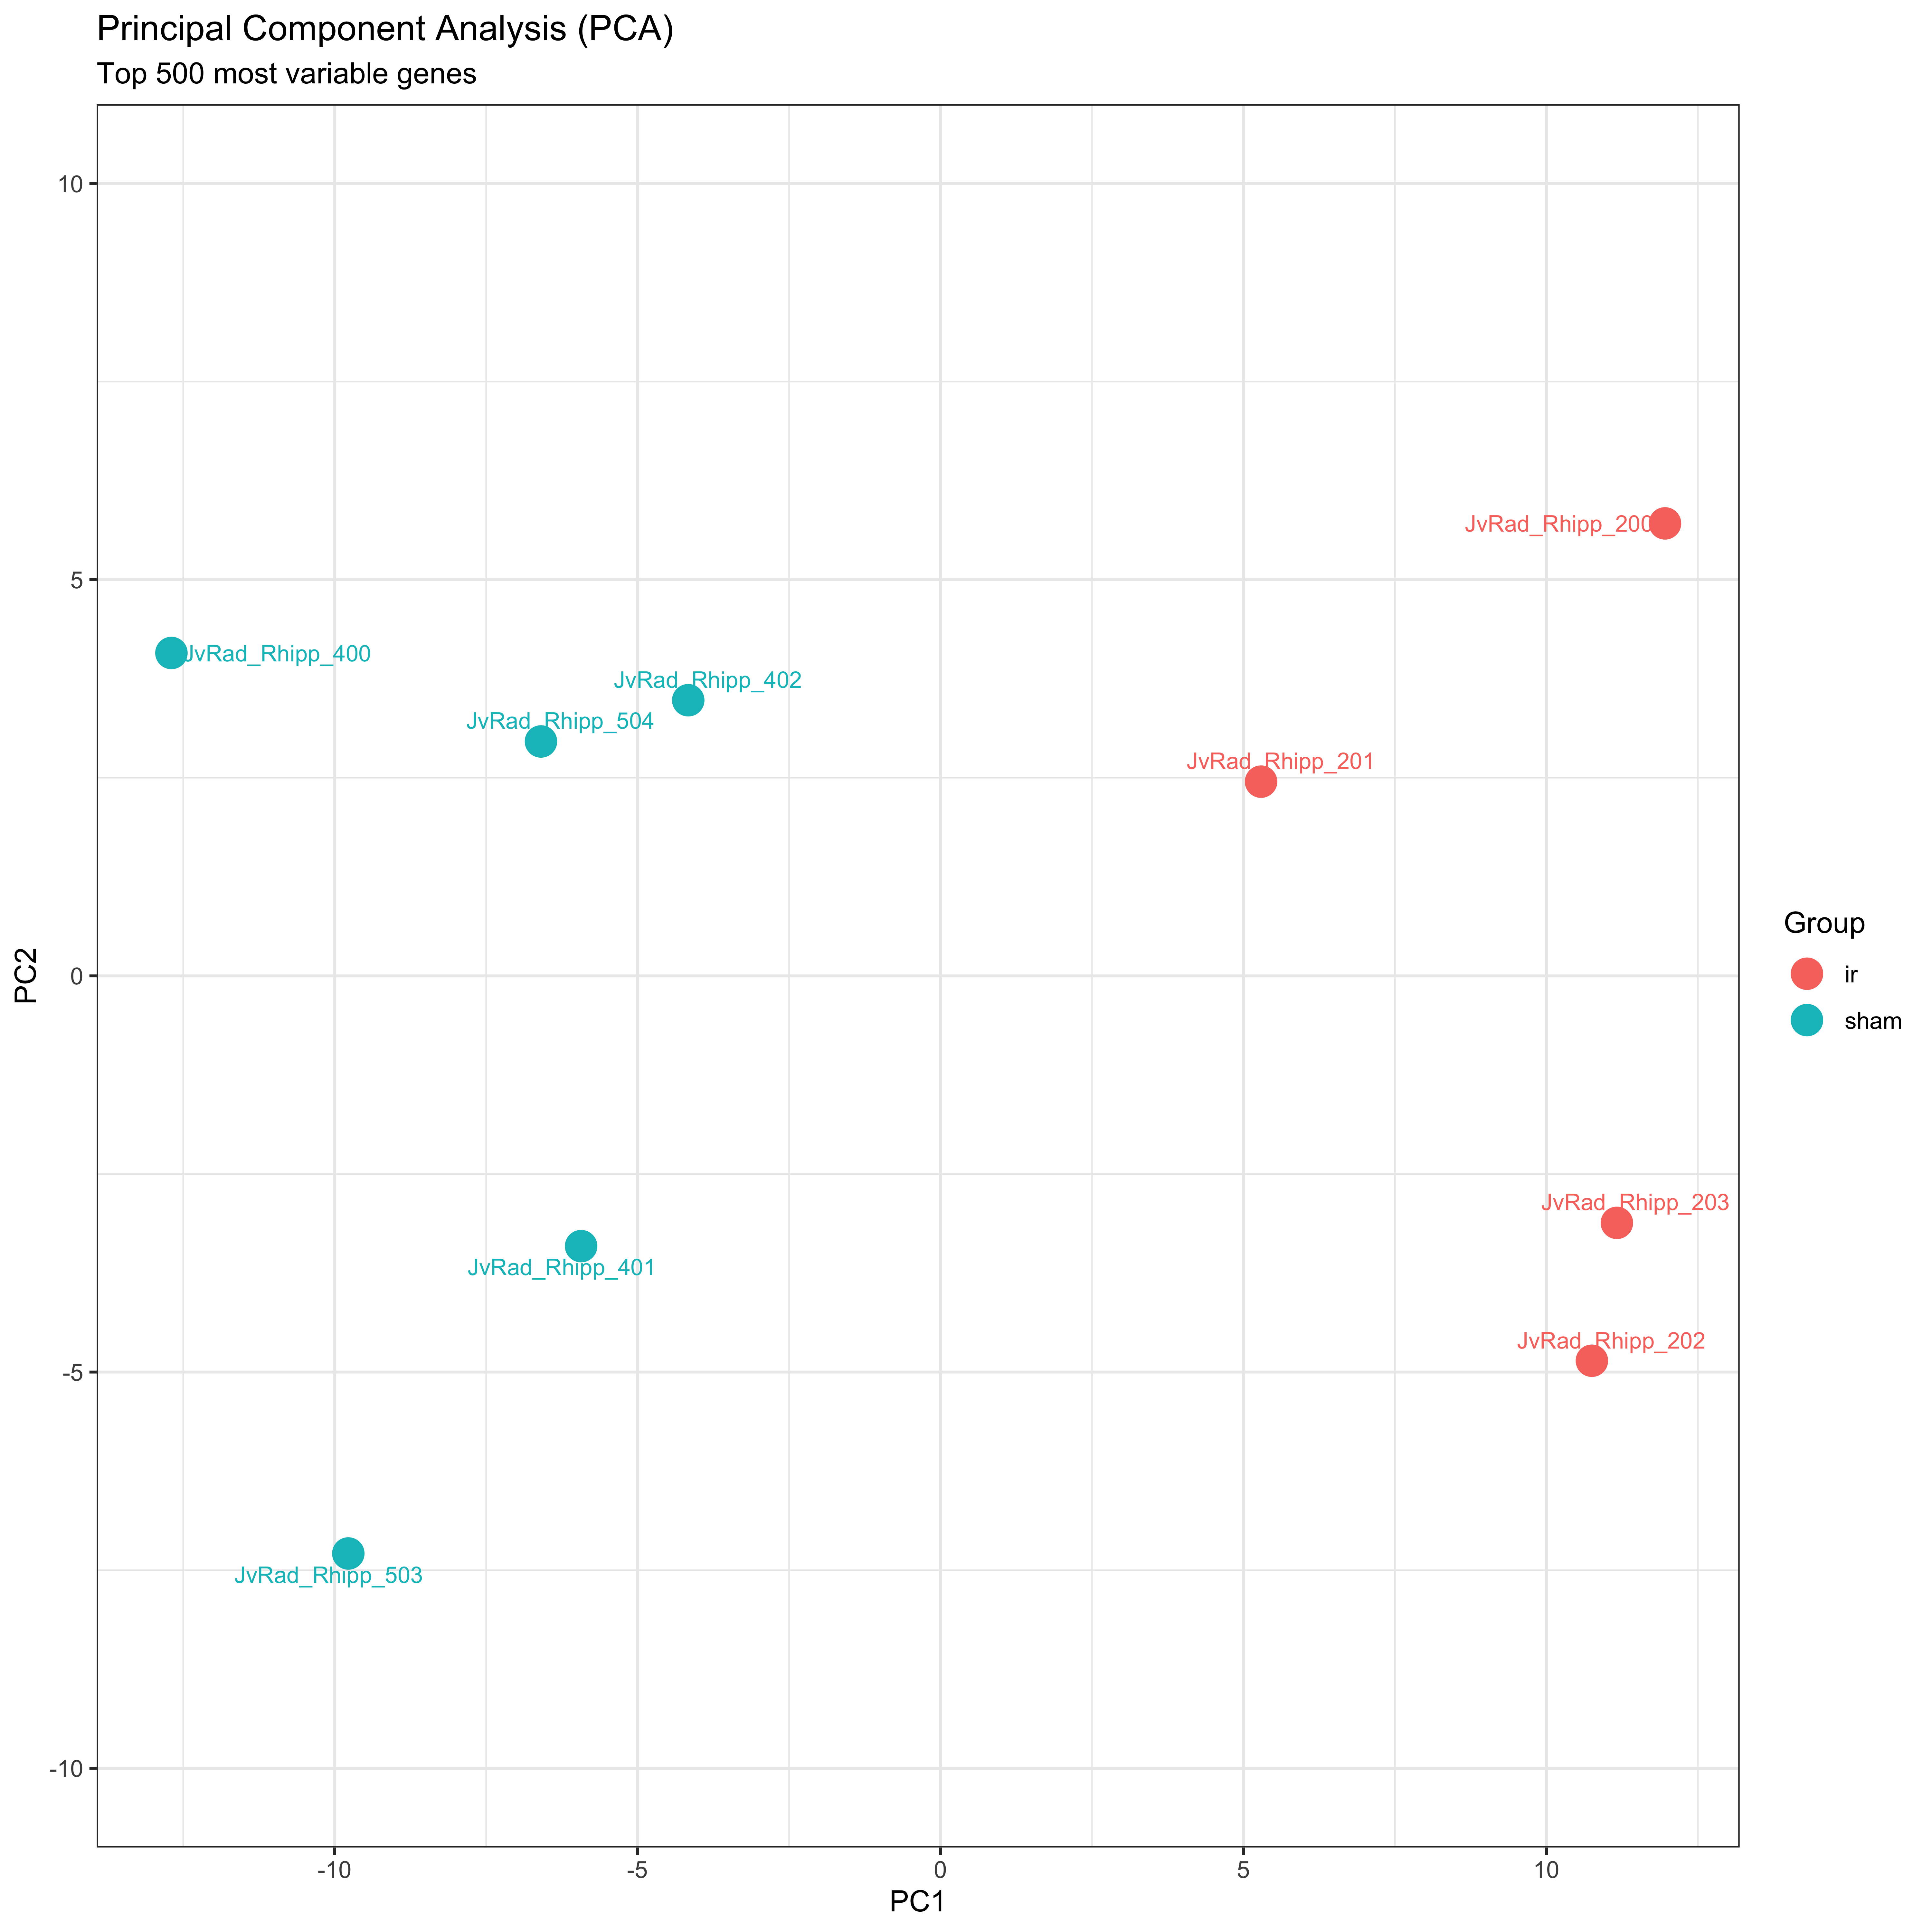 Principal Component Analysis (PCA)
Top 500 most variable genes
10
5
0
-5
-10
PC2
JvRad_Rhipp_200
JvRad_Rhipp_400
JvRad_Rhipp_402
JvRad_Rhipp_504
JvRad_Rhipp_201
JvRad_Rhipp_203
JvRad_Rhipp_401
JvRad_Rhipp_202
JvRad_Rhipp_503
-10
-5
0
5
10
PC1
Group
ir
sham